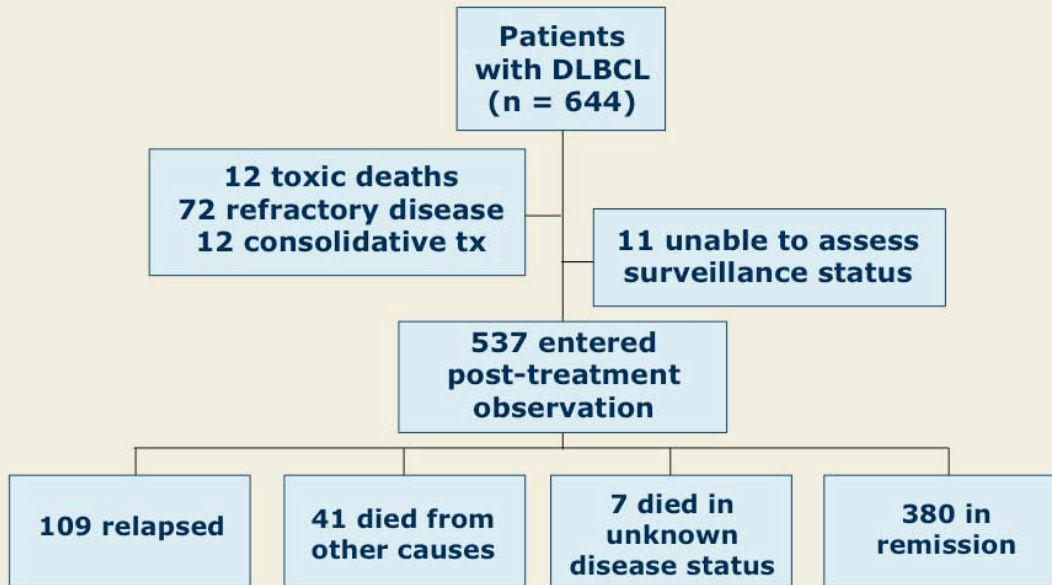 Patients
with DLBCL
(n = 644)
12 toxic deaths
72 refractory disease
12 consolidative tx
11 unable to assess
surveillance status
537 entered
post-treatment
observation
109 relapsed
41 died from
other causes
7 died in
unknown
disease status
380 in
remission